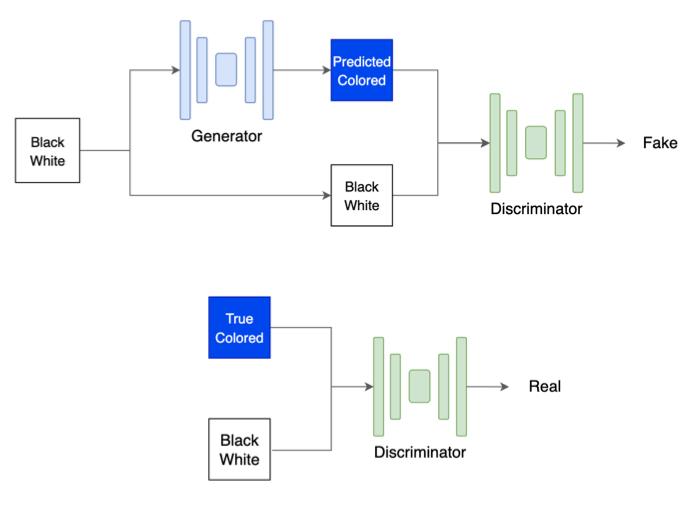 Black
White
Generator
Predicted
Colored
Black
White
Discriminator
Fake
True
Colored
Black
White
Discriminator
Real